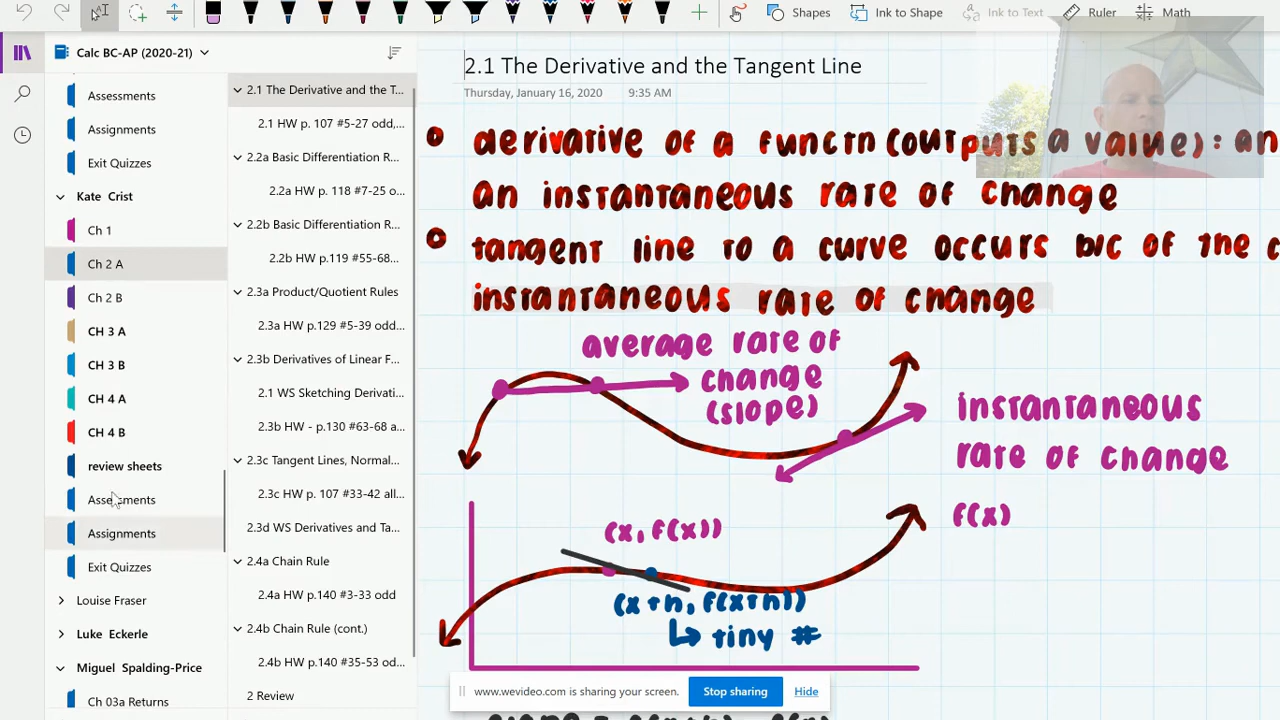 Shapes
Ink to Shape
Ink to Text
Ruler
Math
Calc BC-AP (2020-21)
Assessments
Assignments
Exit Quizzes
Kate Crist
Ch 1
Ch 2 A
Ch 2 B
CH 3 A
CH 3 B
CH 4 A
CH 4 B
review sheets
Assessments
Assignments
Exit Quizzes
Louise Fraser
Luke Eckerle
Miguel Spalding-Price
Ch 03a Returns
2.1 The Derivative and the T...
2.1 HW p. 107 #5-27 odd,...
2.2a Basic Differentiation R...
2.2a HW p. 118 #7-25 o...
2.2b Basic Differentiation R...
2.2b HW p.119 #55-68...
2.3a Product/Quotient Rules
2.3a HW p.129 #5-39 odd...
2.3b Derivatives of Linear F...
2.1 WS Sketching Derivati...
2.3b HW - p.130 #63-68 a...
2.3c Tangent Lines, Normal...
2.3c HW p. 107 #33-42 all...
2.3d WS Derivatives and Ta...
2.4a Chain Rule
2.4a HW p.140 #3-33 odd
2.4b Chain Rule (cont.)
2.4b HW p.140 #35-53 od...
2 Review
2.1 The Derivative and the Tangent Line
Thursday, January 16, 2020 9:35 AM
derivative of a functn (outputs a value): an
an instantaneous rate of change
tangent line to a curve occurs b/c of the
instantaneous rate of change
average rate of
change
(slope)
instantaneous
rate of change
(x, f(x))
f(x)
(x+h, f(x+h))
tiny #
www.wevideo.com is sharing your screen.
Stop sharing
Hide